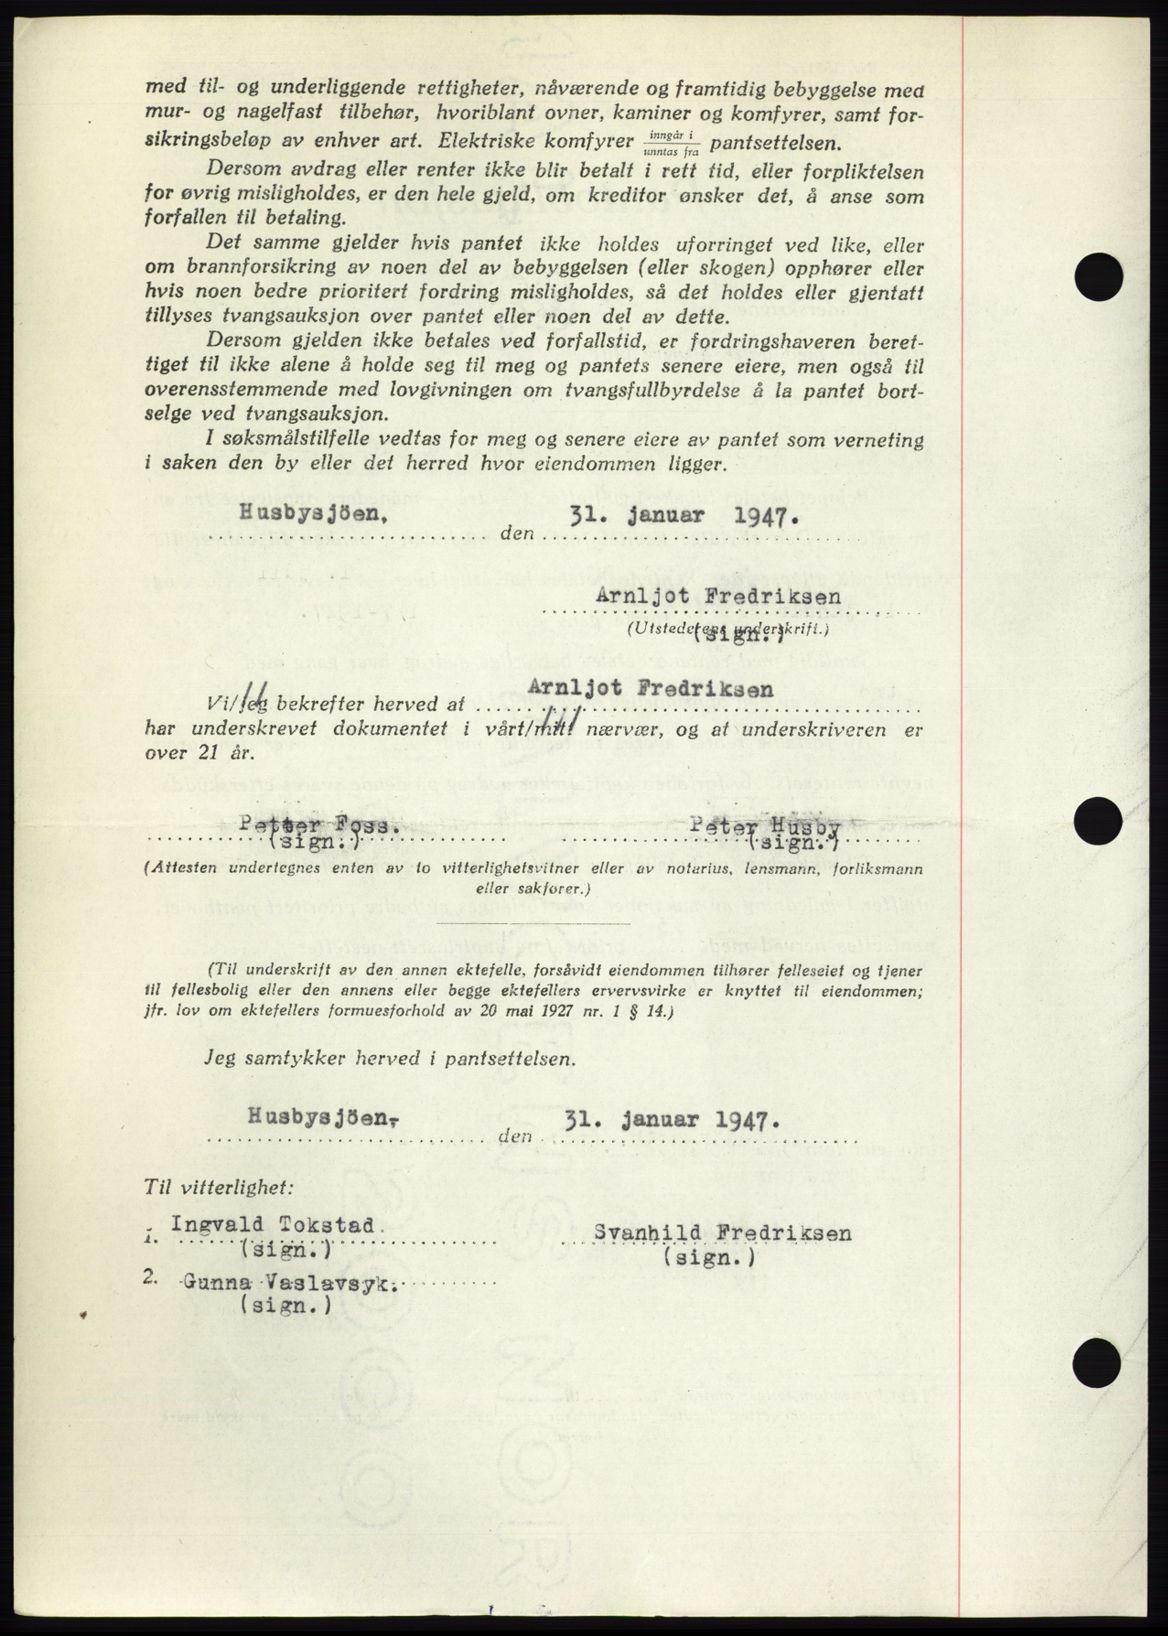 med til- og underliggende rettigheter, nåværende og framtidig bebyggelse med
mur- og nagelfast tilbehør, hvoriblant ovner, kaminer og komfyrer, samt for-
sikringsbeløp av enhver art. Elektriske komfyrer inngår i / unntas fra pantsettelsen.
Dersom avdrag eller renter ikke blir betalt i rett tid, eller forpliktelsen
for øvrig misligholdes, er den hele gjeld, om kreditor ønsker det, å anse som
forfallen til betaling.
Det samme gjelder hvis pantet ikke holdes uforringet ved like, eller
om brannforsikring av noen del av bebyggelsen (eller skogen) opphører eller
hvis noen bedre prioritert fordring misligholdes, så det holdes eller gjentatt
tillyses tvangsauksjon over pantet eller noen del av dette.
Dersom gjelden ikke betales ved forfallstid, er fordringshaveren beret-
tiget til ikke alene å holde seg til meg og pantets senere eiere, men også til
overensstemmende med lovgivningen om tvangsfullbyrdelse å la pantet bort-
selge ved tvangsauksjon.
I søksmålstilfelle vedtas for meg og senere eiere av pantet som verneting
i saken den by eller det herred hvor eiendommen ligger.
Husbysjöen, den 31. januar 1947.
Arnljot Fredriksen
(Utstederens underskrift.)
(sign.)
Vi/jeg bekrefter herved at Arnljot Fredriksen
har underskrevet dokumentet i vårt/mitt nærvær, og at underskriveren er
over 21 år.
Petter Foss. Peter Husby
(sign.) (sign.)
(Attesten undertegnes enten av to vitterlighetsvitner eller av notarius, lensmann, forliksmann
eller sakfører.)
(Til underskrift av den annen ektefelle, forsåvidt eiendommen tilhører felleseiet og tjener
til fellesbolig eller den annens eller begge ektefellers ervervsvirke er knyttet til eiendommen;
jfr. lov om ektefellers formuesforhold av 20 mai 1927 nr. 1 § 14.)
Jeg samtykker herved i pantsettelsen.
Husbysjöen, den 31. januar 1947.
Til vitterlighet:
1. Ingvald Tokstad. Svanhild Fredriksen
(sign.) (sign.)
2. Gunna Vaslavsyk.
(sign.)